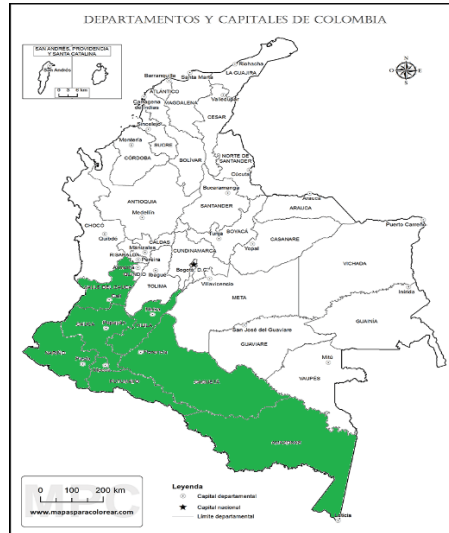 DEPARTAMENTOS Y CAPITALES DE COLOMBIA
SAN ANDRÉS, PROVIDENCIA
Y SANTA CATALINA
San Andrés
Riohacha
Santa Marta
LA GUAJIRA
Barranquilla
ATLÁNTICO
Cartagena
de Indias
MAGDALENA
Valledupar
CESAR
Sincelejo
Montería
SUCRE
CÓRDOBA
BOLÍVAR
NORTE DE
SANTANDER
Cúcuta
Bucaramanga
ANTIOQUIA
SANTANDER
Medellín
Arauca
ARAUCA
Puerto Carreño
CHOCÓ
Quibdó
CALDAS
BOYACÁ
Tunja
CASANARE
Yopal
Manizales
CUNDINAMARCA
RISARALDA
Pereira
Bogotá D.C.
VICHADA
Armenia
Ibagué
Villavicencio
TOLIMA
META
Inírida
GUAINÍA
San José del Guaviare
GUAVIARE
Mitú
VAUPÉS
Leyenda
Capital departamental
Capital nacional
Límite departamental
0 100 200 km
MPC
www.mapasparacolorear.com